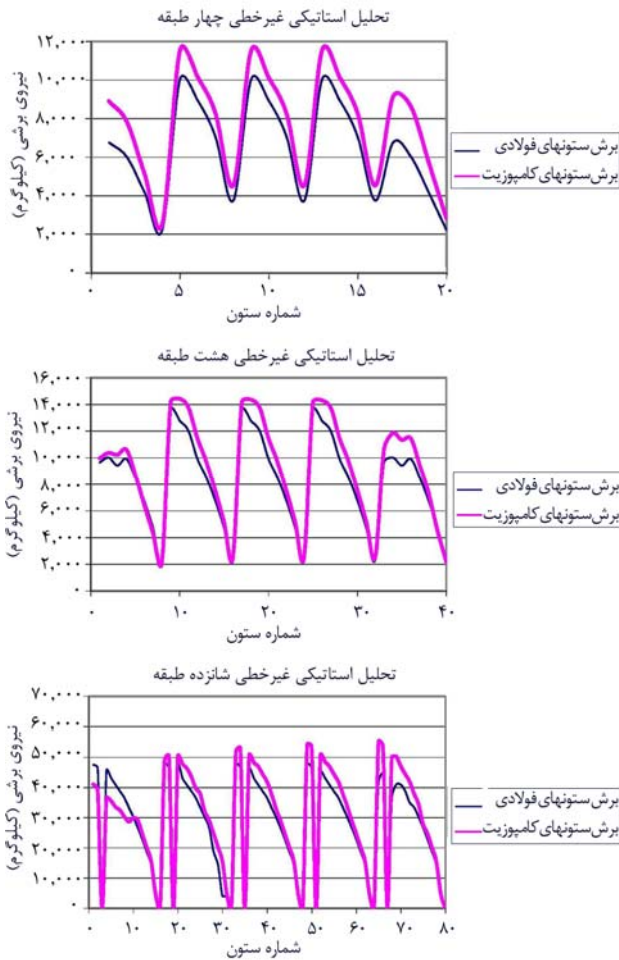 تحلیل استاتیکی غیرخطی چهار طبقه
نیروی برشی (کیلوگرم)
۱۲,۰۰۰
۱۰,۰۰۰
۸,۰۰۰
۶,۰۰۰
۴,۰۰۰
۲,۰۰۰
۰
۰ ۵ ۱۰ ۱۵ ۲۰
شماره ستون
برش ستونهای فولادی
برش ستونهای کامپوزیت
تحلیل استاتیکی غیرخطی هشت طبقه
نیروی برشی (کیلوگرم)
۱۶,۰۰۰
۱۴,۰۰۰
۱۲,۰۰۰
۱۰,۰۰۰
۸,۰۰۰
۶,۰۰۰
۴,۰۰۰
۲,۰۰۰
۰
۰ ۱۰ ۲۰ ۳۰ ۴۰
شماره ستون
برش ستونهای فولادی
برش ستونهای کامپوزیت
تحلیل استاتیکی غیرخطی شانزده طبقه
نیروی برشی (کیلوگرم)
۷۰,۰۰۰
۶۰,۰۰۰
۵۰,۰۰۰
۴۰,۰۰۰
۳۰,۰۰۰
۲۰,۰۰۰
۱۰,۰۰۰
۰
۰ ۱۰ ۲۰ ۳۰ ۴۰ ۵۰ ۶۰ ۷۰ ۸۰
شماره ستون
برش ستونهای فولادی
برش ستونهای کامپوزیت